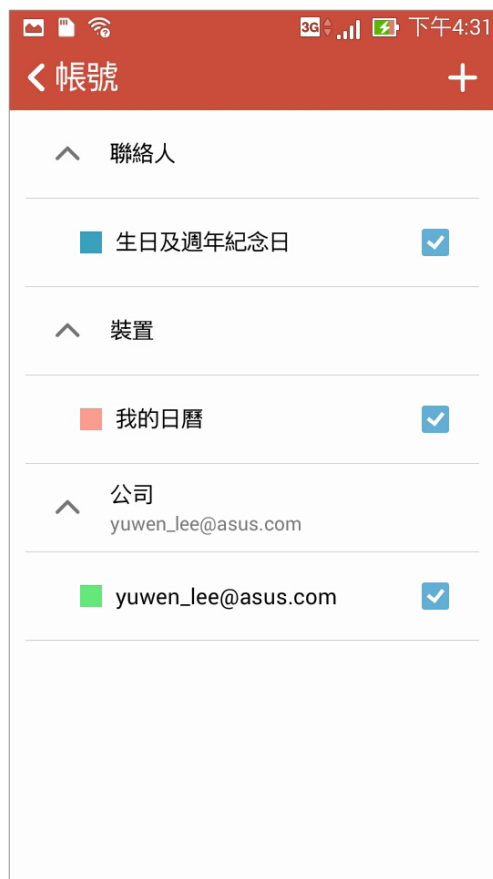 3G 下午4:31
帳號
聯絡人
生日及週年紀念日
裝置
我的日曆
公司
yuwen_lee@asus.com
yuwen_lee@asus.com